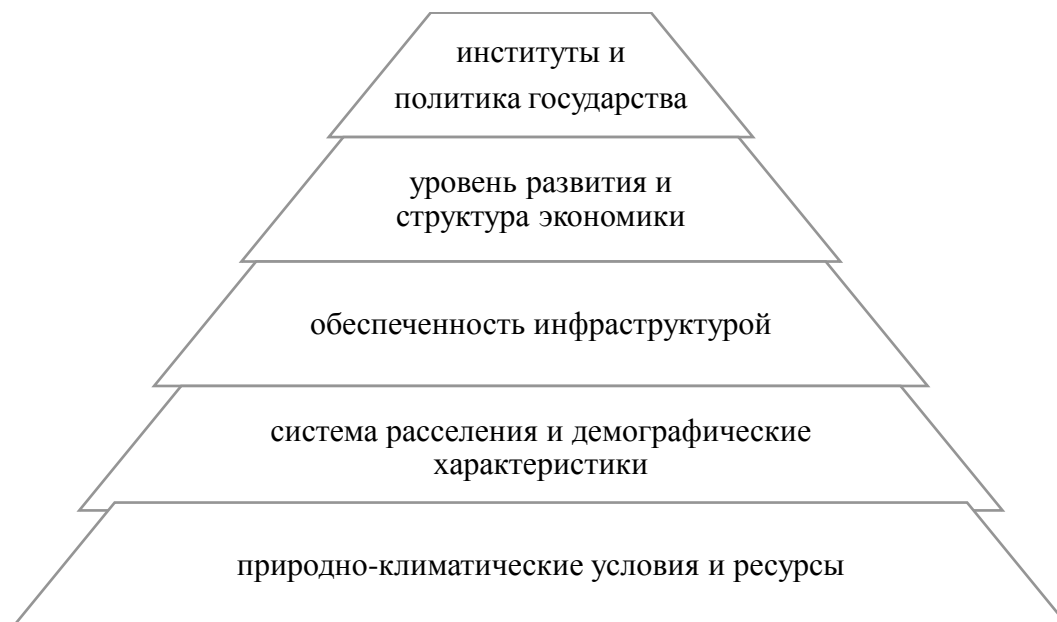 институты и
политика государства
уровень развития и
структура экономики
обеспеченность инфраструктурой
система расселения и демографические
характеристики
природно-климатические условия и ресурсы